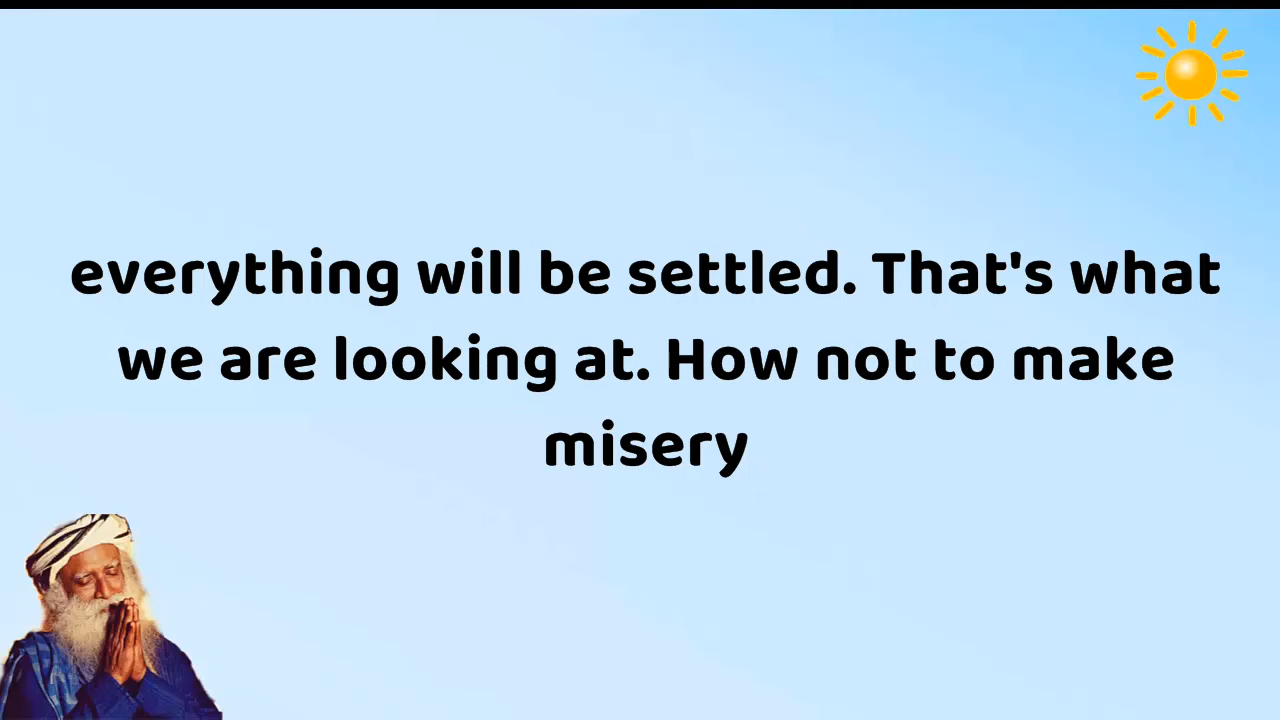 everything will be settled. That's what
we are looking at. How not to make
misery